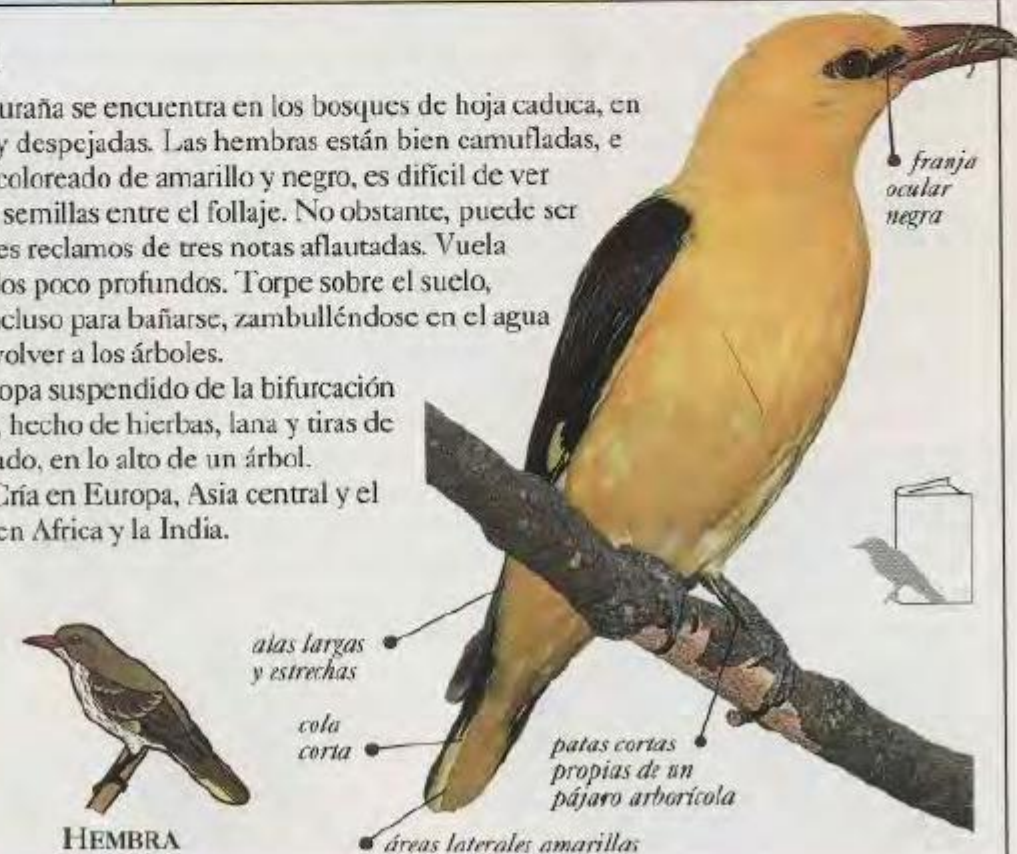 uraña se encuentra en los bosques de hoja caduca, en
y despejadas. Las hembras están bien camufladas, e
coloreado de amarillo y negro, es difícil de ver
semillas entre el follaje. No obstante, puede ser
es reclamos de tres notas aflautadas. Vuela
os poco profundos. Torpe sobre el suelo,
cluso para bañarse, zambulléndose en el agua
volver a los árboles.
opa suspendido de la bifurcación
hecho de hierbas, lana y tiras de
ado, en lo alto de un árbol.
Cría en Europa, Asia central y el
en Africa y la India.
franja
ocular
negra
alas largas
y estrechas
cola
corta
patas cortas
propias de un
pájaro arborícola
HEMBRA
áreas laterales amarillas